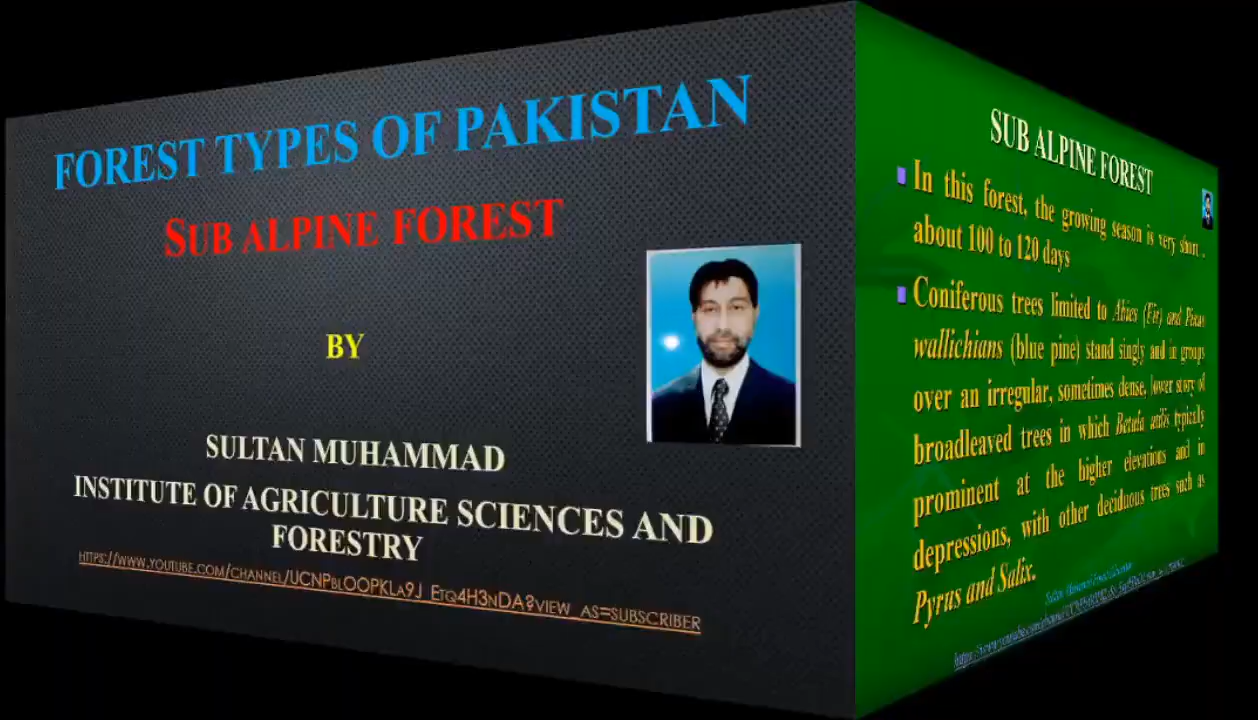 FOREST TYPES OF PAKISTAN
SUB ALPINE FOREST
BY
SULTAN MUHAMMAD
INSTITUTE OF AGRICULTURE SCIENCES AND
FORESTRY
HTTPS://WWW.YOUTUBE.COM/CHANNEL/UCNPBLOOPKLA9J_ETQ4H3NDA?VIEW_AS=SUBSCRIBER
SUB ALPINE FOREST
In this forest, the growing season is very short .
about 100 to 120 days
Coniferous trees limited to Abies (Fir) and Pinus
wallichians (blue pine) stand singly and in groups
over an irregular, sometimes dense, lower story of
broadleaved trees in which Betula utilis typically
prominent at the higher elevations and in
depressions, with other deciduous trees such as
Pyrus and Salix.